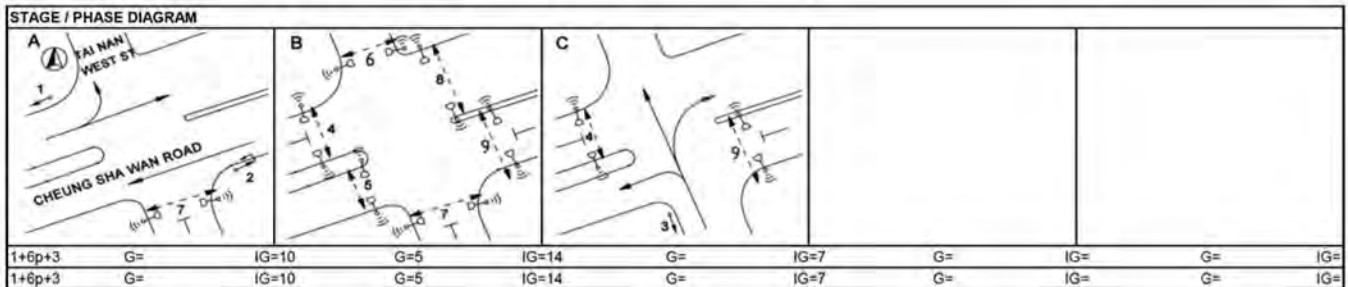 STAGE / PHASE DIAGRAM
A
TAI NAN
WEST ST.
1
CHEUNG SHA WAN ROAD
2
7
B
6
8
4
9
5
7
C
4
9
3
1+6p+3 G= IG=10 G=5 IG=14 G= IG=7 G= IG= G= IG=
1+6p+3 G= IG=10 G=5 IG=14 G= IG=7 G= IG= G= IG=